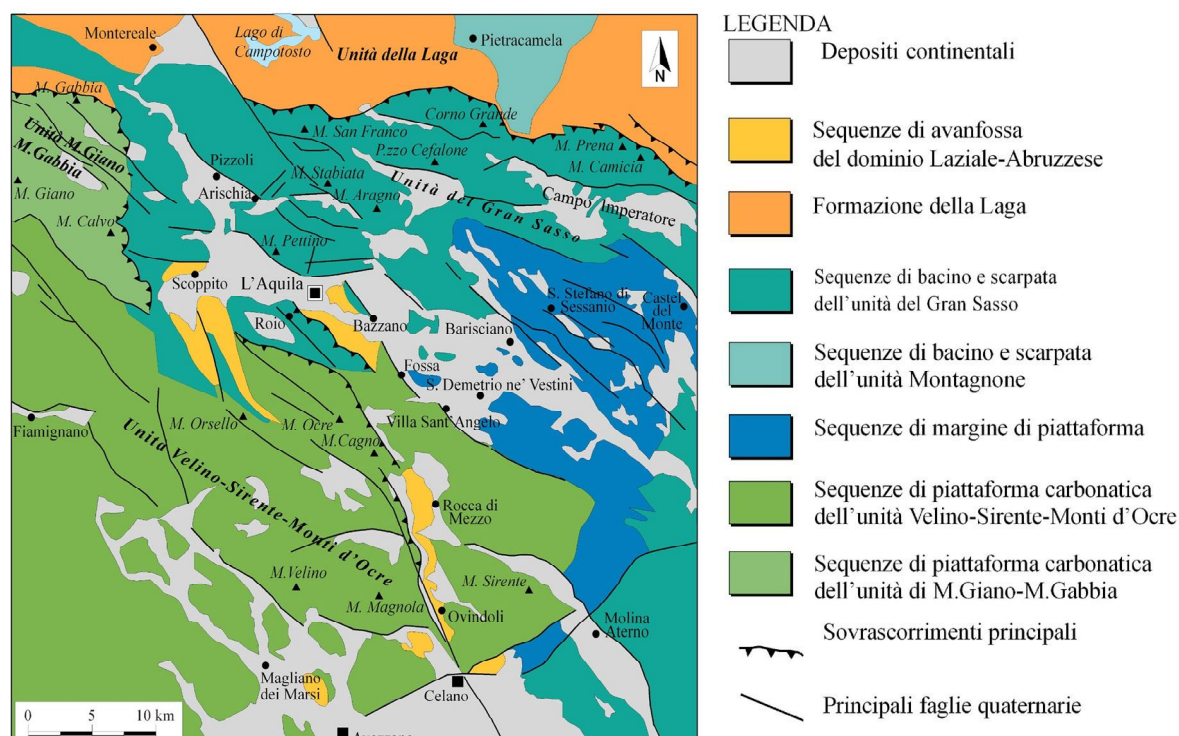 Montereale
Lago di
Campotosto
Unità della Laga
Pietracamela
N
M. Gabbia
Corno Grande
M. San Franco
M. Prena
Unità M.Giano
M.Gabbia
Pizzoli
P.zzo Cefalone
M. Camicia
M. Stabiata
M. Giano
Arischia
M. Aragno
Unità del Gran Sasso
Campo Imperatore
M. Calvo
M. Pettino
Scoppito
L'Aquila
S. Stefano di
Sessanio
Castel
del
Monte
Roio
Bazzano
Barisciano
Fossa
S. Demetrio ne' Vestini
Fiamignano
M. Orsello
M. Ocre
Villa Sant'Angelo
M.Cagno
Unità Velino-Sirente-Monti d'Ocre
Rocca di
Mezzo
M.Velino
M. Sirente
M. Magnola
Ovindoli
Molina
Aterno
Magliano
dei Marsi
Celano
0 5 10 km
LEGENDA
Depositi continentali
Sequenze di avanfossa
del dominio Laziale-Abruzzese
Formazione della Laga
Sequenze di bacino e scarpata
dell'unità del Gran Sasso
Sequenze di bacino e scarpata
dell'unità Montagnone
Sequenze di margine di piattaforma
Sequenze di piattaforma carbonatica
dell'unità Velino-Sirente-Monti d'Ocre
Sequenze di piattaforma carbonatica
dell'unità di M.Giano-M.Gabbia
Sovrascorrimenti principali
Principali faglie quaternarie